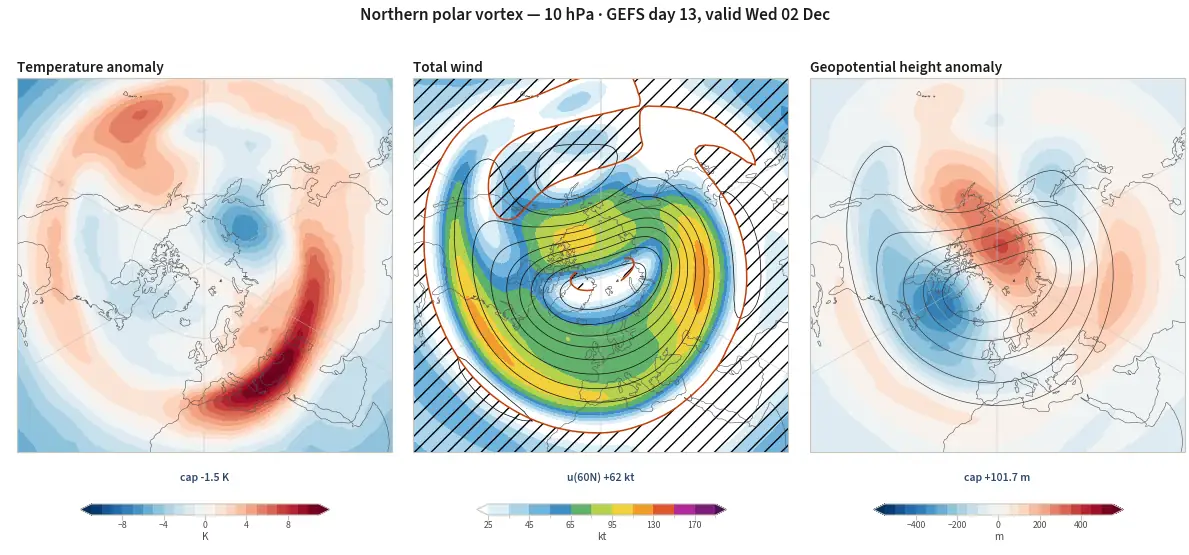 Northern polar vortex — 10 hPa · GEFS day 13, valid Wed 02 Dec
Temperature anomaly
Total wind
Geopotential height anomaly
cap -1.5 K
u(60N) +62 kt
cap +101.7 m
−8 −4 0 4 8
K
25 45 65 95 130 170
kt
−400 −200 0 200 400
m